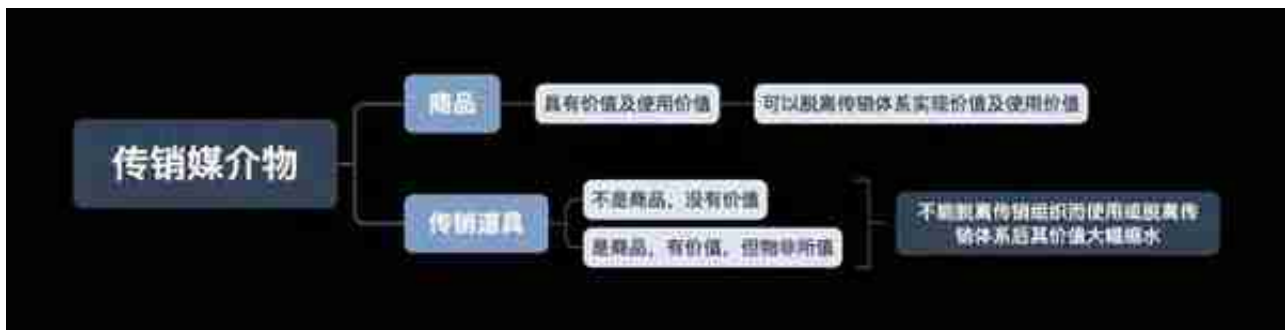 商品
具有价值及使用价值
可以脱离传销体系实现价值及使用价值
传销媒介物
传销道具
不是商品，没有价值
是商品，有价值，但物非所值
不能脱离传销组织而使用或脱离传
销体系后其价值大幅缩水